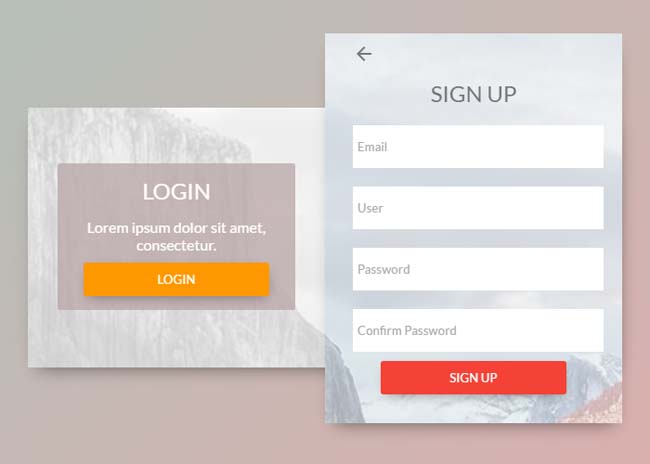 LOGIN
Lorem ipsum dolor sit amet,
consectetur.
LOGIN
SIGN UP
Email
User
Password
Confirm Password
SIGN UP